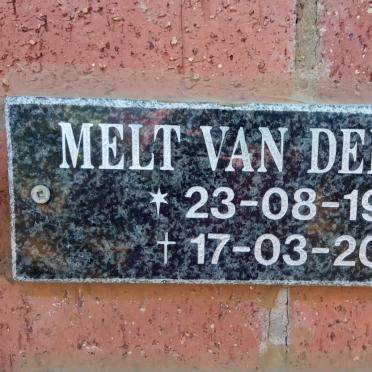 MELT VAN DE
* 23-08-19
† 17-03-20